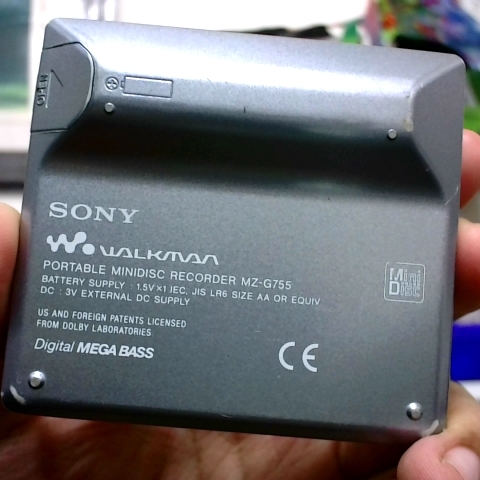 OPEN
SONY
WALKMAN
PORTABLE MINIDISC RECORDER MZ-G755
BATTERY SUPPLY : 1.5V×1 IEC, JIS LR6 SIZE AA OR EQUIV
DC : 3V EXTERNAL DC SUPPLY
Mini
Disc
US AND FOREIGN PATENTS LICENSED
FROM DOLBY LABORATORIES
Digital MEGA BASS
CE